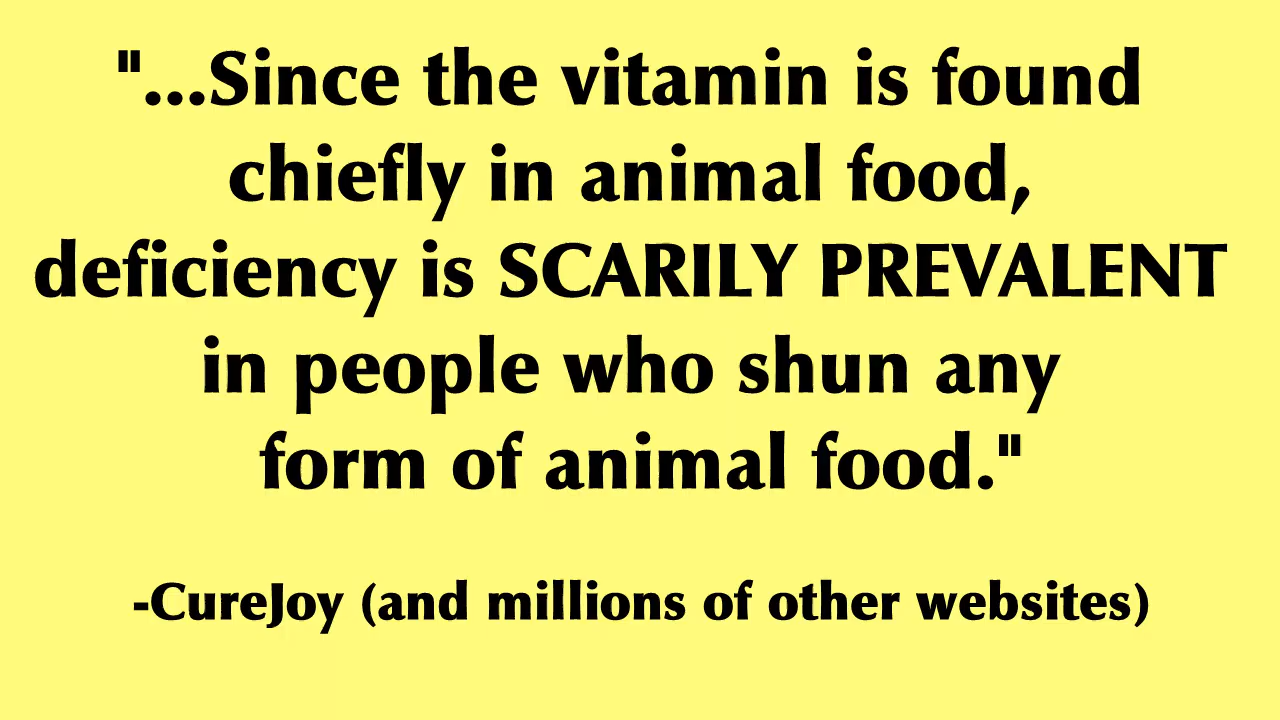 "...Since the vitamin is found
chiefly in animal food,
deficiency is SCARILY PREVALENT
in people who shun any
form of animal food."
-CureJoy (and millions of other websites)